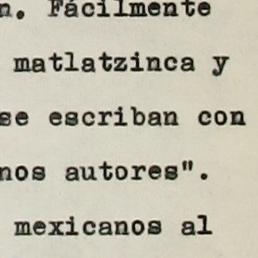 n. Fácilmente
matlatzinca y
se escriban con
nos autores".
mexicanos al